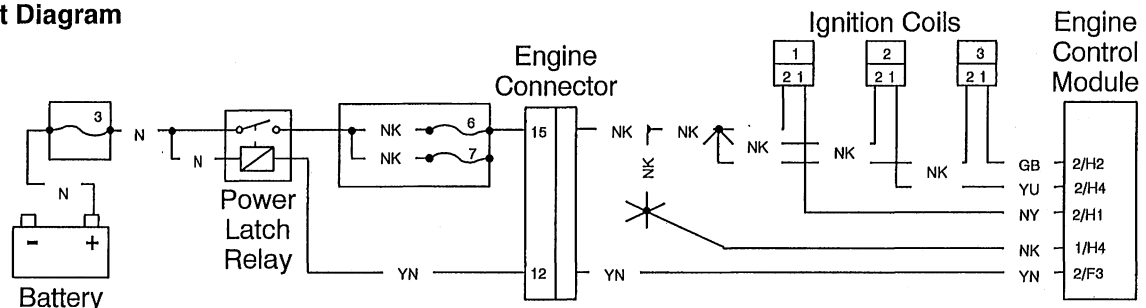 t Diagram
Ignition Coils
Engine
Control
Module
Engine
Connector
1
2
3
2 1
2 1
2 1
3
N
N
NK
6
NK
7
15
NK
NK
NK
NK
NK
NK
N
Power
Latch
Relay
GB
2/H2
YU
2/H4
NY
2/H1
NK
1/H4
YN
12
YN
YN
2/F3
N
-
+
Battery